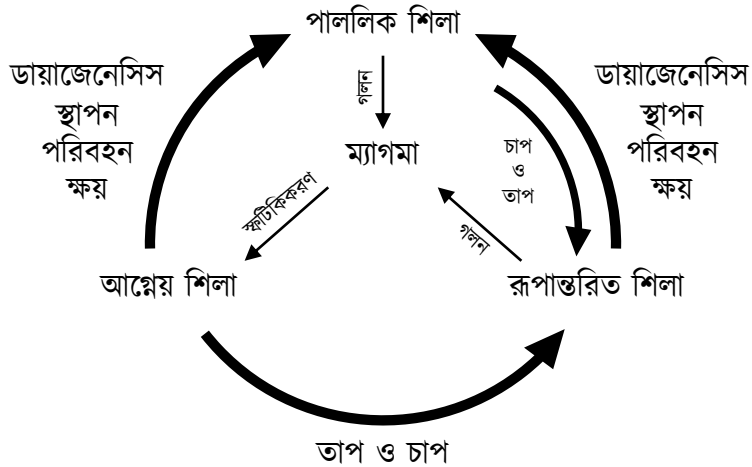 পাললিক শিলা
ডায়াজেনেসিস
স্থাপন
পরিবহন
ক্ষয়
গলন
ম্যাগমা
চাপ
ও
তাপ
ডায়াজেনেসিস
স্থাপন
পরিবহন
ক্ষয়
স্ফটিকিকরণ
গলন
আগ্নেয় শিলা
রূপান্তরিত শিলা
তাপ ও চাপ